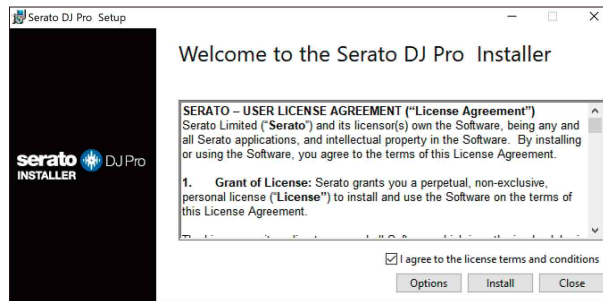 Serato DJ Pro Setup
Welcome to the Serato DJ Pro Installer
SERATO – USER LICENSE AGREEMENT ("License Agreement")
Serato Limited ("Serato") and its licensor(s) own the Software, being any and
all Serato applications, and intellectual property in the Software. By installing
or using the Software, you agree to the terms of this License Agreement.
1. Grant of License: Serato grants you a perpetual, non-exclusive,
personal license ("License") to install and use the Software on the terms of
this License Agreement.
serato DJ Pro
INSTALLER
I agree to the license terms and conditions
Options Install Close